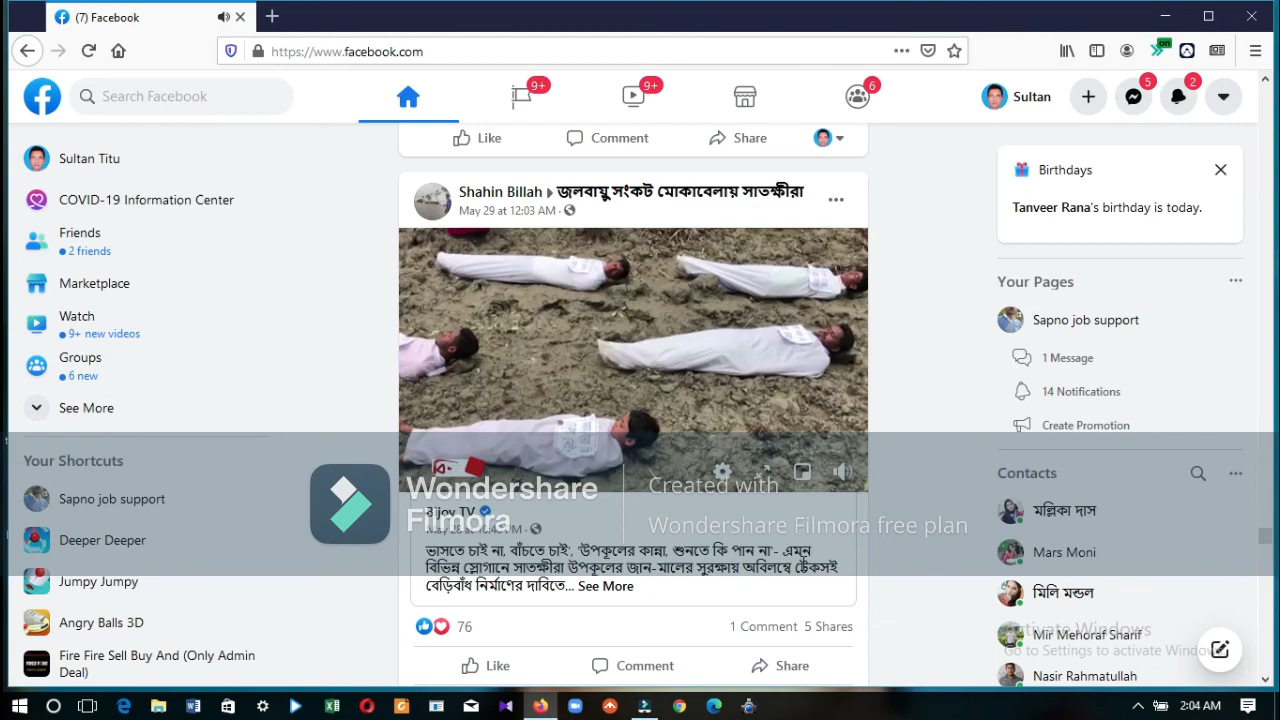 (7) Facebook
https://www.facebook.com
on
Search Facebook
9+
9+
6
Sultan
5
2
Sultan Titu
COVID-19 Information Center
Friends
2 friends
Marketplace
Watch
9+ new videos
Groups
6 new
See More
Your Shortcuts
Sapno job support
Deeper Deeper
Jumpy Jumpy
Angry Balls 3D
Fire Fire Sell Buy And (Only Admin
Deal)
Like
Comment
Share
Shahin Billah
জলবায়ু সংকট মোকাবেলায় সাতক্ষীরা
May 29 at 12:03 AM
Wondershare
Filmora
Created with
Wondershare Filmora free plan
Bijoy TV
ভাসতে চাই না, বাঁচতে চাই', 'উপকূলের কান্না, শুনতে কি পান না'- এমন
বিভিন্ন স্লোগানে সাতক্ষীরা উপকূলের জান-মালের সুরক্ষায় অবিলম্বে টেকসই
বেড়িবাঁধ নির্মাণের দাবিতে... See More
76
1 Comment 5 Shares
Like
Comment
Share
Birthdays
Tanveer Rana's birthday is today.
Your Pages
Sapno job support
1 Message
14 Notifications
Create Promotion
Contacts
মল্লিকা দাস
Mars Moni
মিলি মন্ডল
Mir Mehoraf Sharif
Nasir Rahmatullah
Activate Windows
Go to Settings to activate Windows
2:04 AM